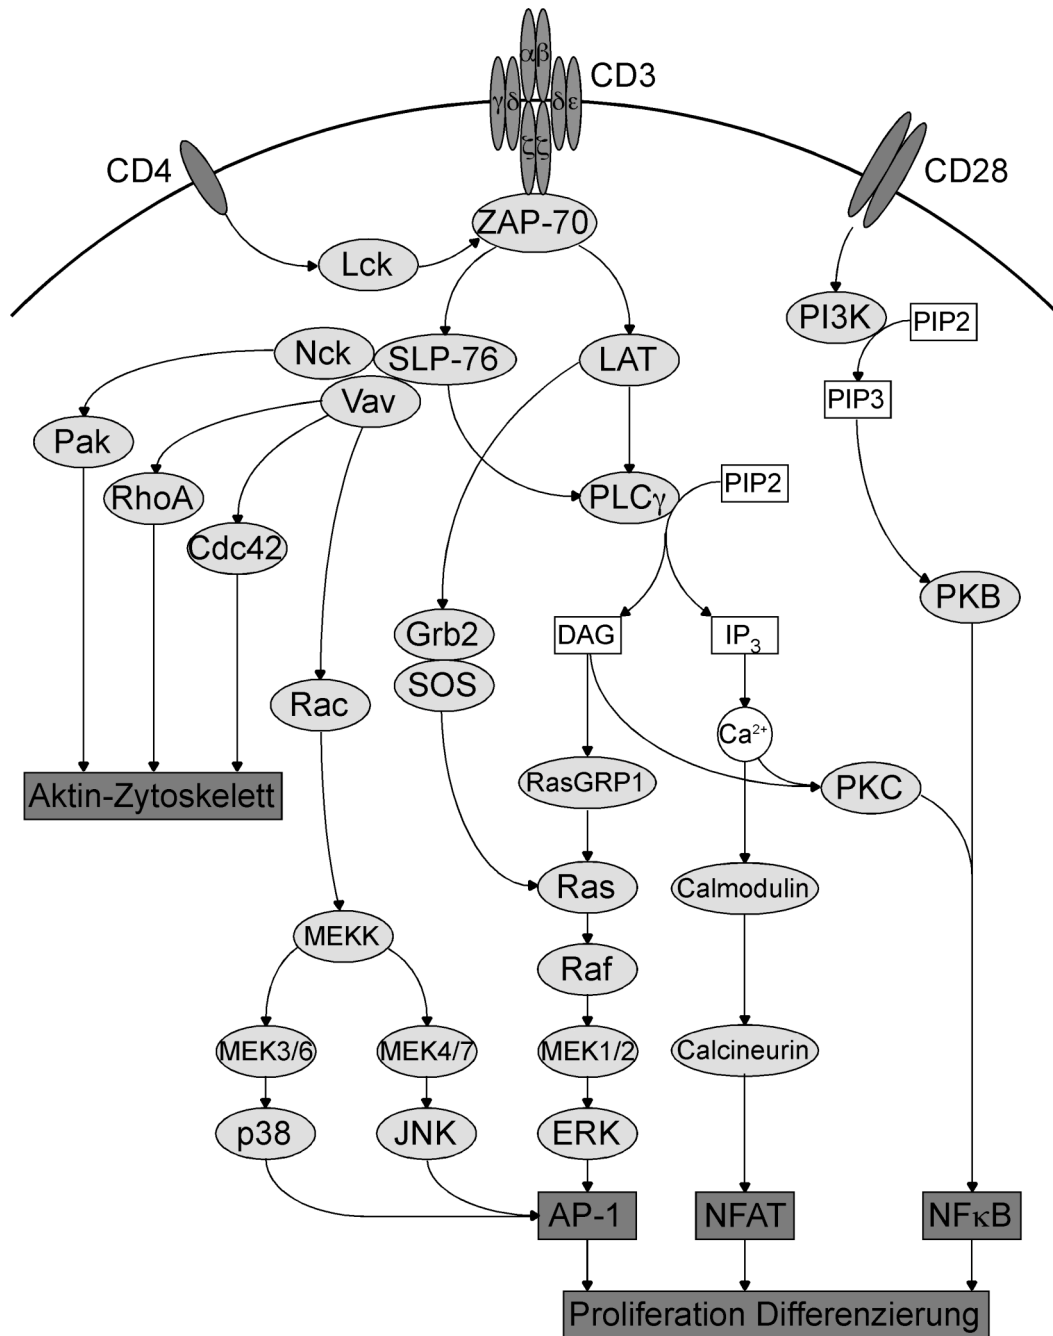 αβ
CD3
γδ
δε
ζζ
CD4
CD28
ZAP-70
Lck
PI3K
PIP2
Nck
SLP-76
LAT
Vav
PIP3
Pak
RhoA
PLCγ
PIP2
Cdc42
PKB
Grb2
DAG
IP₃
SOS
Rac
Ca²⁺
RasGRP1
PKC
Aktin-Zytoskelett
Ras
Calmodulin
MEKK
Raf
MEK3/6
MEK4/7
MEK1/2
Calcineurin
p38
JNK
ERK
AP-1
NFAT
NFκB
Proliferation Differenzierung